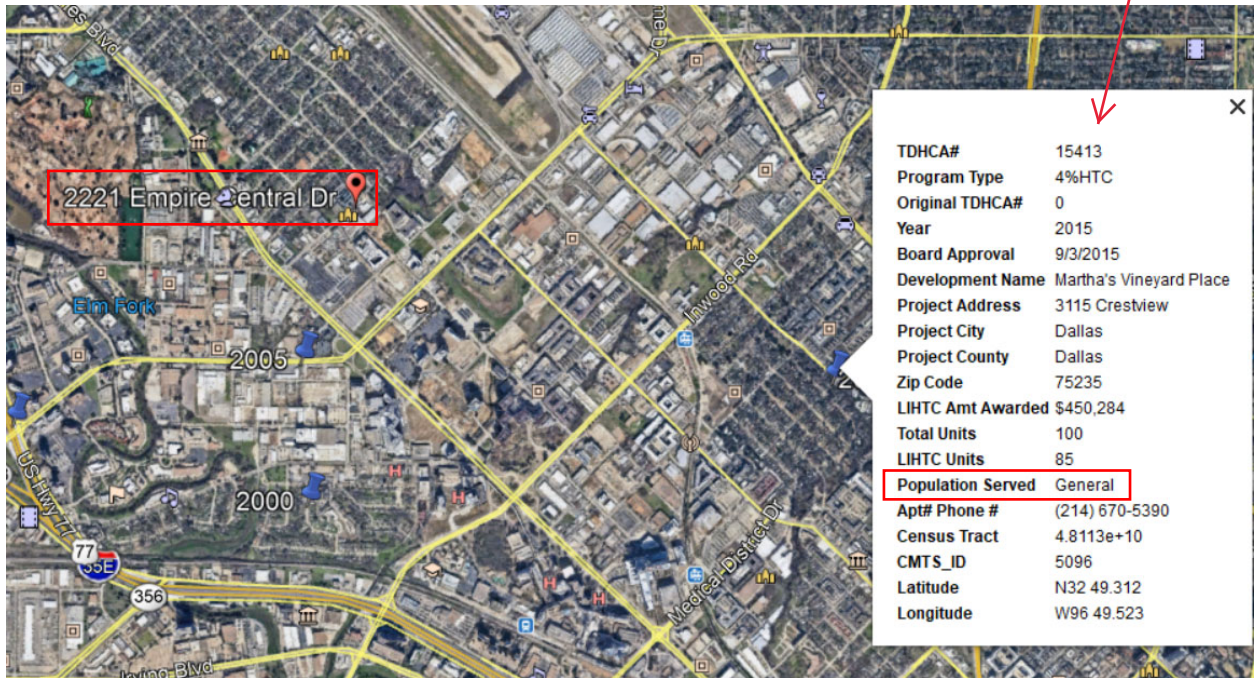 2221 Empire Central Dr
Elm Fork
2005
2000
Inwood Rd
Medical District Dr
US Hwy 77
77
35E
356
Irving Blvd
TDHCA# 15413
Program Type 4%HTC
Original TDHCA# 0
Year 2015
Board Approval 9/3/2015
Development Name Martha's Vineyard Place
Project Address 3115 Crestview
Project City Dallas
Project County Dallas
Zip Code 75235
LIHTC Amt Awarded $450,284
Total Units 100
LIHTC Units 85
Population Served General
Apt# Phone # (214) 670-5390
Census Tract 4.8113e+10
CMTS_ID 5096
Latitude N32 49.312
Longitude W96 49.523